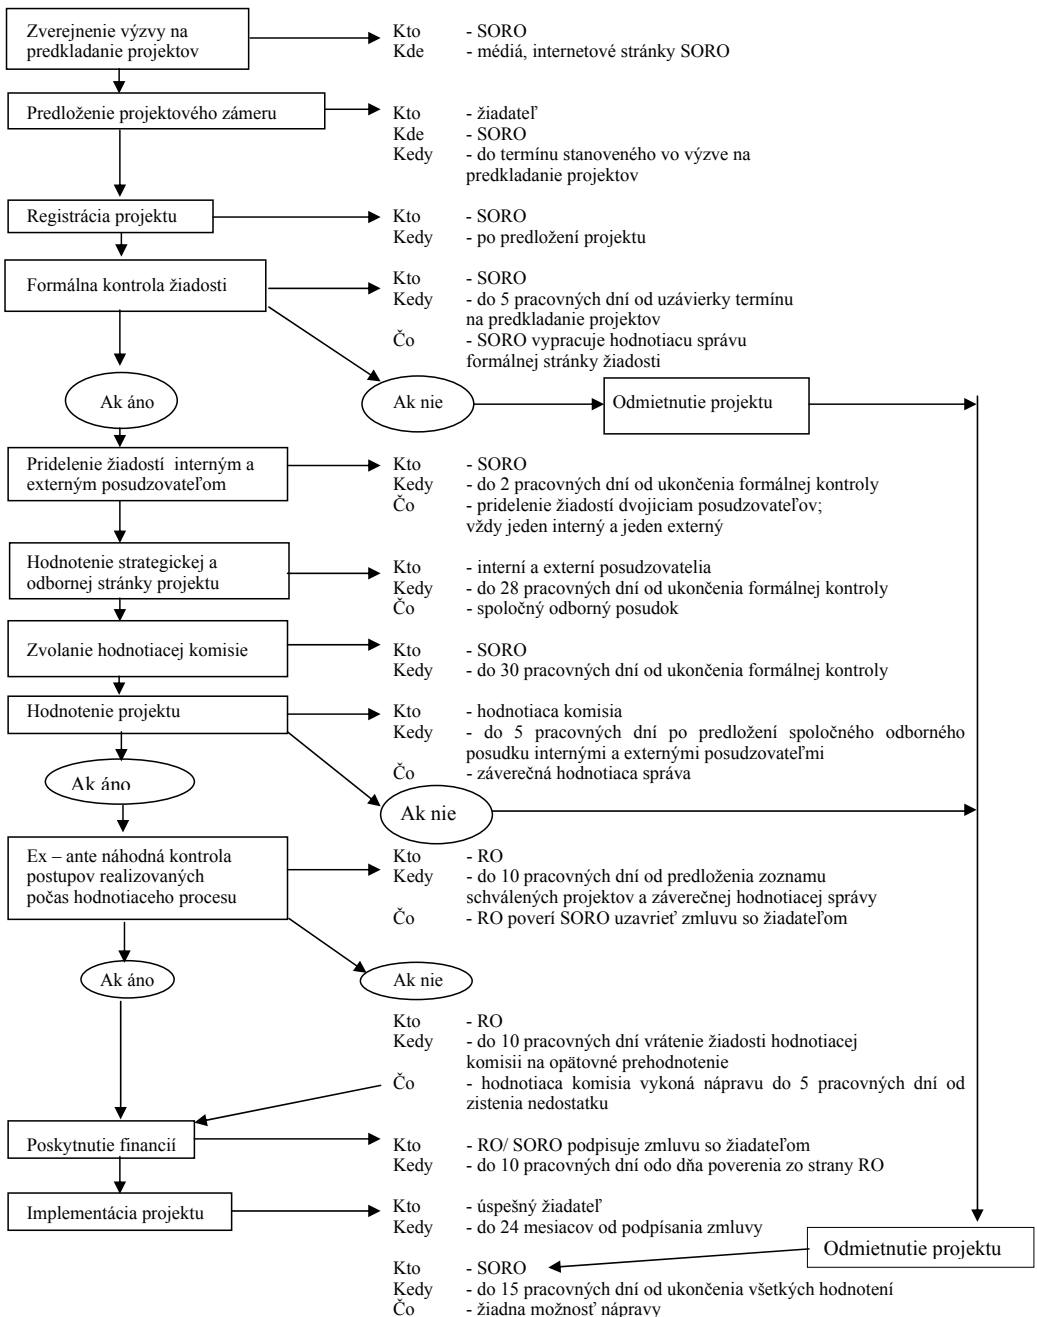 Zverejnenie výzvy na
predkladanie projektov
Kto - SORO
Kde - médiá, internetové stránky SORO
Predloženie projektového zámeru
Kto - žiadateľ
Kde - SORO
Kedy - do termínu stanoveného vo výzve na
predkladanie projektov
Registrácia projektu
Kto - SORO
Kedy - po predložení projektu
Formálna kontrola žiadosti
Kto - SORO
Kedy - do 5 pracovných dní od uzávierky termínu
na predkladanie projektov
Čo - SORO vypracuje hodnotiacu správu
formálnej stránky žiadosti
Ak áno
Ak nie
Odmietnutie projektu
Pridelenie žiadostí interným a
externým posudzovateľom
Kto - SORO
Kedy - do 2 pracovných dní od ukončenia formálnej kontroly
Čo - pridelenie žiadostí dvojiciam posudzovateľov;
vždy jeden interný a jeden externý
Hodnotenie strategickej a
odbornej stránky projektu
Kto - interní a externí posudzovatelia
Kedy - do 28 pracovných dní od ukončenia formálnej kontroly
Čo - spoločný odborný posudok
Zvolanie hodnotiacej komisie
Kto - SORO
Kedy - do 30 pracovných dní od ukončenia formálnej kontroly
Hodnotenie projektu
Kto - hodnotiaca komisia
Kedy - do 5 pracovných dní po predložení spoločného odborného
posudku internými a externými posudzovateľmi
Čo - záverečná hodnotiaca správa
Ak áno
Ak nie
Ex – ante náhodná kontrola
postupov realizovaných
počas hodnotiaceho procesu
Kto - RO
Kedy - do 10 pracovných dní od predloženia zoznamu
schválených projektov a záverečnej hodnotiacej správy
Čo - RO poverí SORO uzavrieť zmluvu so žiadateľom
Ak áno
Ak nie
Kto - RO
Kedy - do 10 pracovných dní vrátenie žiadosti hodnotiacej
komisii na opätovné prehodnotenie
Čo - hodnotiaca komisia vykoná nápravu do 5 pracovných dní od
zistenia nedostatku
Poskytnutie financií
Kto - RO/ SORO podpisuje zmluvu so žiadateľom
Kedy - do 10 pracovných dní odo dňa poverenia zo strany RO
Implementácia projektu
Kto - úspešný žiadateľ
Kedy - do 24 mesiacov od podpísania zmluvy
Odmietnutie projektu
Kto - SORO
Kedy - do 15 pracovných dní od ukončenia všetkých hodnotení
Čo - žiadna možnosť nápravy